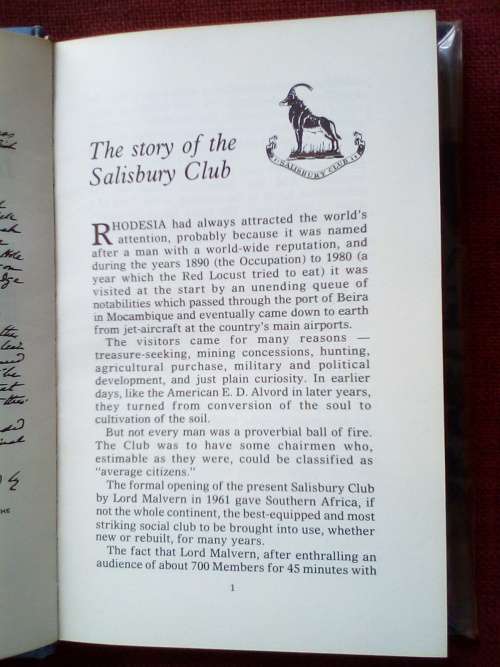 The story of the
Salisbury Club
SALISBURY CLUB
RHODESIA had always attracted the world's
attention, probably because it was named
after a man with a world-wide reputation, and
during the years 1890 (the Occupation) to 1980 (a
year which the Red Locust tried to eat) it was
visited at the start by an unending queue of
notabilities which passed through the port of Beira
in Mocambique and eventually came down to earth
from jet-aircraft at the country's main airports.
The visitors came for many reasons —
treasure-seeking, mining concessions, hunting,
agricultural purchase, military and political
development, and just plain curiosity. In earlier
days, like the American E. D. Alvord in later years,
they turned from conversion of the soul to
cultivation of the soil.
But not every man was a proverbial ball of fire.
The Club was to have some chairmen who,
estimable as they were, could be classified as
"average citizens."
The formal opening of the present Salisbury Club
by Lord Malvern in 1961 gave Southern Africa, if
not the whole continent, the best-equipped and most
striking social club to be brought into use, whether
new or rebuilt, for many years.
The fact that Lord Malvern, after enthralling an
audience of about 700 Members for 45 minutes with
1